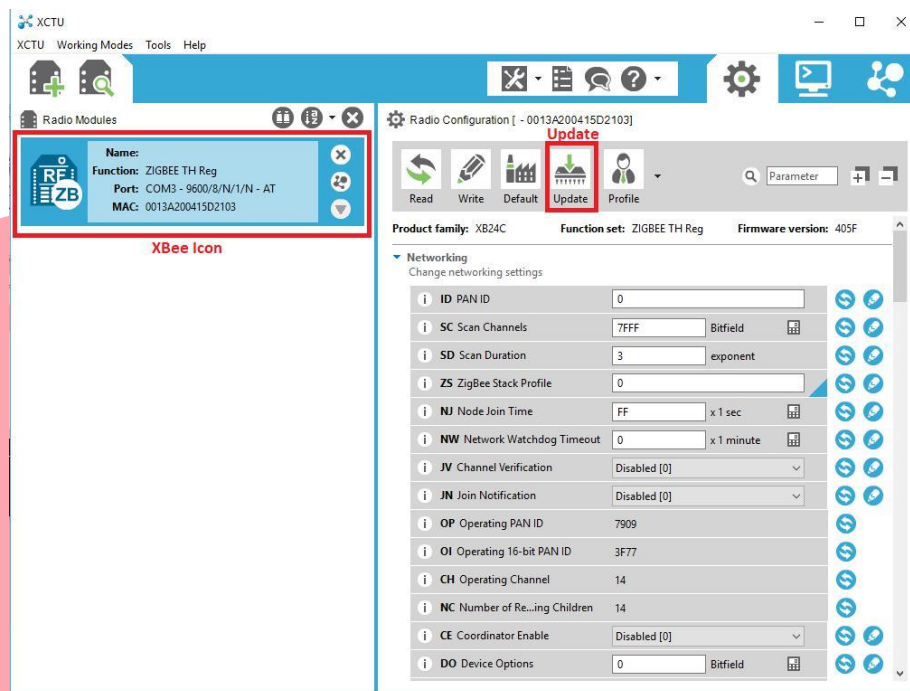 XCTU
XCTU Working Modes Tools Help
Radio Modules
Radio Configuration [ - 0013A200415D2103]
Update
RE
ZB
Name:
Function: ZIGBEE TH Reg
Port: COM3 - 9600/8/N/1/N - AT
MAC: 0013A200415D2103
XBee Icon
Read Write Default Update Profile
Parameter
Product family: XB24C Function set: ZIGBEE TH Reg Firmware version: 405F
Networking
Change networking settings
i ID PAN ID 0
i SC Scan Channels 7FFF Bitfield
i SD Scan Duration 3 exponent
i ZS ZigBee Stack Profile 0
i NJ Node Join Time FF x 1 sec
i NW Network Watchdog Timeout 0 x 1 minute
i JV Channel Verification Disabled [0]
i JN Join Notification Disabled [0]
i OP Operating PAN ID 7909
i OI Operating 16-bit PAN ID 3F77
i CH Operating Channel 14
i NC Number of Re...ing Children 14
i CE Coordinator Enable Disabled [0]
i DO Device Options 0 Bitfield